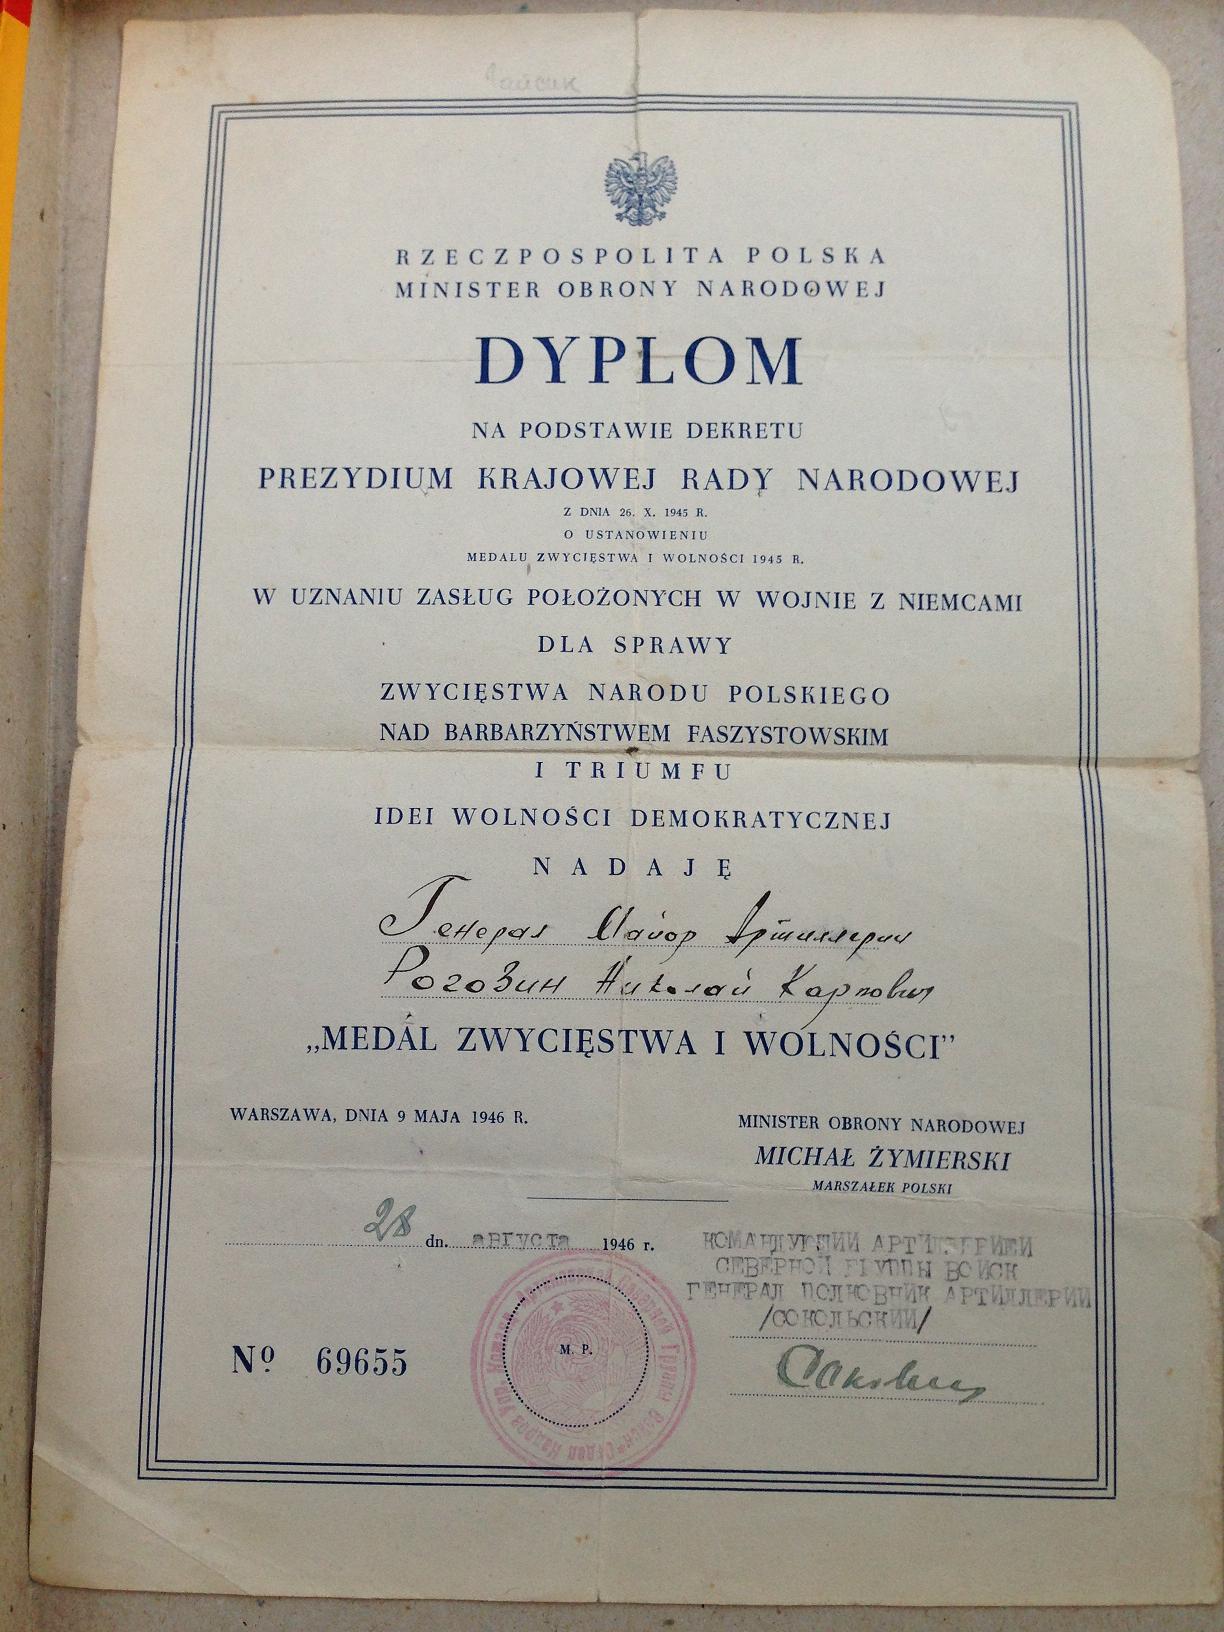 RZECZPOSPOLITA POLSKA
MINISTER OBRONY NARODOWEJ
DYPLOM
NA PODSTAWIE DEKRETU
PREZYDIUM KRAJOWEJ RADY NARODOWEJ
Z DNIA 26. X. 1945 R.
O USTANOWIENIU
MEDALU ZWYCIĘSTWA I WOLNOŚCI 1945 R.
W UZNANIU ZASŁUG POŁOŻONYCH W WOJNIE Z NIEMCAMI
DLA SPRAWY
ZWYCIĘSTWA NARODU POLSKIEGO
NAD BARBARZYŃSTWEM FASZYSTOWSKIM
I TRIUMFU
IDEI WOLNOŚCI DEMOKRATYCZNEJ
NADAJĘ
Генерал Майор Артиллерии
Рогозин Николай Карпович
„MEDAL ZWYCIĘSTWA I WOLNOŚCI”
WARSZAWA, DNIA 9 MAJA 1946 R.
MINISTER OBRONY NARODOWEJ
MICHAŁ ŻYMIERSKI
MARSZAŁEK POLSKI
28 dn. августа 1946 r.
КОМАНДУЮЩИЙ АРТИЛЛЕРИЕЙ
СЕВЕРНОЙ ГРУППЫ ВОЙСК
ГЕНЕРАЛ ПОЛКОВНИК АРТИЛЛЕРИИ
/СОКОЛЬСКИЙ/
№ 69655
M. P.